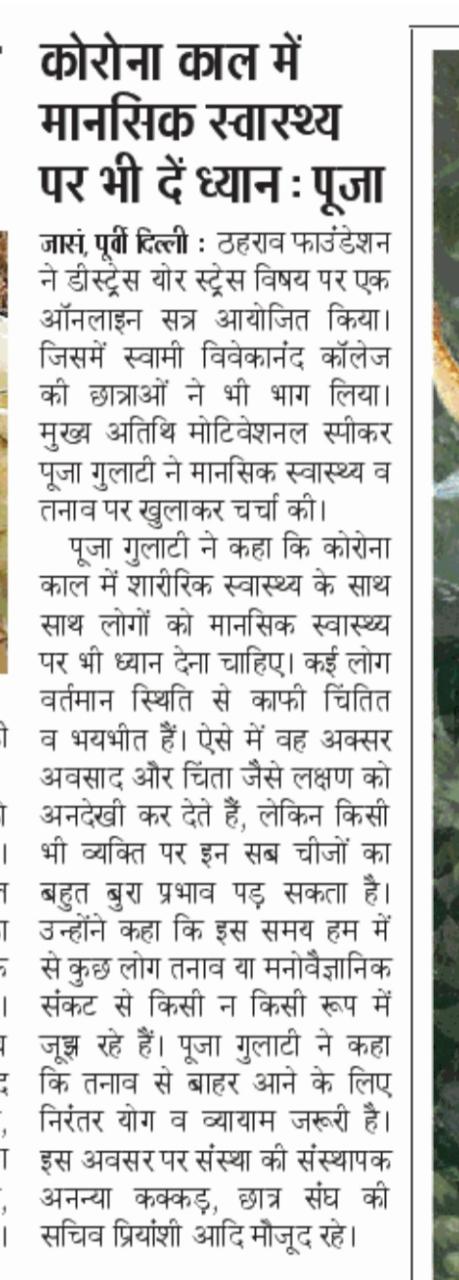 कोरोना काल में
मानसिक स्वास्थ्य
पर भी दें ध्यान : पूजा
जासं, पूर्वी दिल्ली : ठहराव फाउंडेशन
ने डीस्ट्रेस योर स्ट्रेस विषय पर एक
ऑनलाइन सत्र आयोजित किया।
जिसमें स्वामी विवेकानंद कॉलेज
की छात्राओं ने भी भाग लिया।
मुख्य अतिथि मोटिवेशनल स्पीकर
पूजा गुलाटी ने मानसिक स्वास्थ्य व
तनाव पर खुलाकर चर्चा की।
पूजा गुलाटी ने कहा कि कोरोना
काल में शारीरिक स्वास्थ्य के साथ
साथ लोगों को मानसिक स्वास्थ्य
पर भी ध्यान देना चाहिए। कई लोग
वर्तमान स्थिति से काफी चिंतित
व भयभीत हैं। ऐसे में वह अक्सर
अवसाद और चिंता जैसे लक्षण को
अनदेखी कर देते हैं, लेकिन किसी
भी व्यक्ति पर इन सब चीजों का
बहुत बुरा प्रभाव पड़ सकता है।
उन्होंने कहा कि इस समय हम में
से कुछ लोग तनाव या मनोवैज्ञानिक
संकट से किसी न किसी रूप में
जूझ रहे हैं। पूजा गुलाटी ने कहा
कि तनाव से बाहर आने के लिए
निरंतर योग व व्यायाम जरूरी है।
इस अवसर पर संस्था की संस्थापक
अनन्या कक्कड़, छात्र संघ की
सचिव प्रियांशी आदि मौजूद रहे।